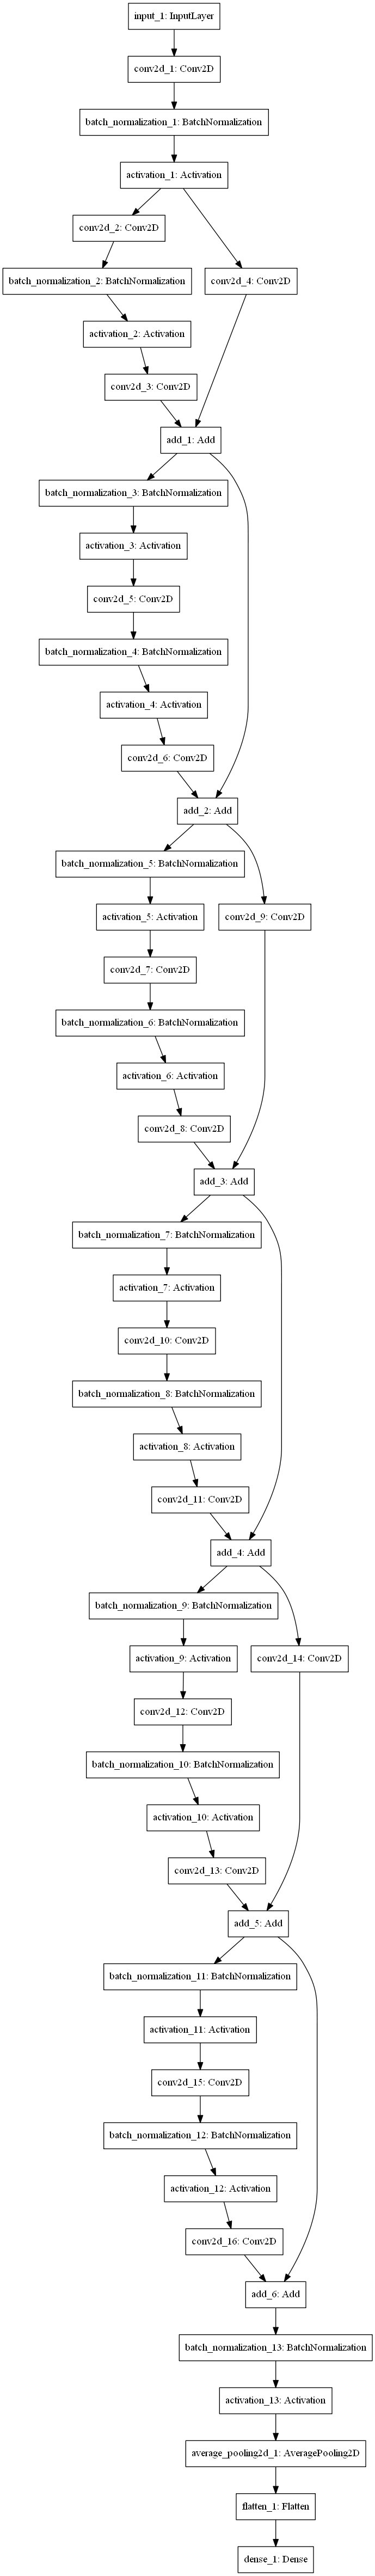 input_1: InputLayer
conv2d_1: Conv2D
batch_normalization_1: BatchNormalization
activation_1: Activation
conv2d_2: Conv2D
batch_normalization_2: BatchNormalization
conv2d_4: Conv2D
activation_2: Activation
conv2d_3: Conv2D
add_1: Add
batch_normalization_3: BatchNormalization
activation_3: Activation
conv2d_5: Conv2D
batch_normalization_4: BatchNormalization
activation_4: Activation
conv2d_6: Conv2D
add_2: Add
batch_normalization_5: BatchNormalization
activation_5: Activation
conv2d_9: Conv2D
conv2d_7: Conv2D
batch_normalization_6: BatchNormalization
activation_6: Activation
conv2d_8: Conv2D
add_3: Add
batch_normalization_7: BatchNormalization
activation_7: Activation
conv2d_10: Conv2D
batch_normalization_8: BatchNormalization
activation_8: Activation
conv2d_11: Conv2D
add_4: Add
batch_normalization_9: BatchNormalization
activation_9: Activation
conv2d_14: Conv2D
conv2d_12: Conv2D
batch_normalization_10: BatchNormalization
activation_10: Activation
conv2d_13: Conv2D
add_5: Add
batch_normalization_11: BatchNormalization
activation_11: Activation
conv2d_15: Conv2D
batch_normalization_12: BatchNormalization
activation_12: Activation
conv2d_16: Conv2D
add_6: Add
batch_normalization_13: BatchNormalization
activation_13: Activation
average_pooling2d_1: AveragePooling2D
flatten_1: Flatten
dense_1: Dense